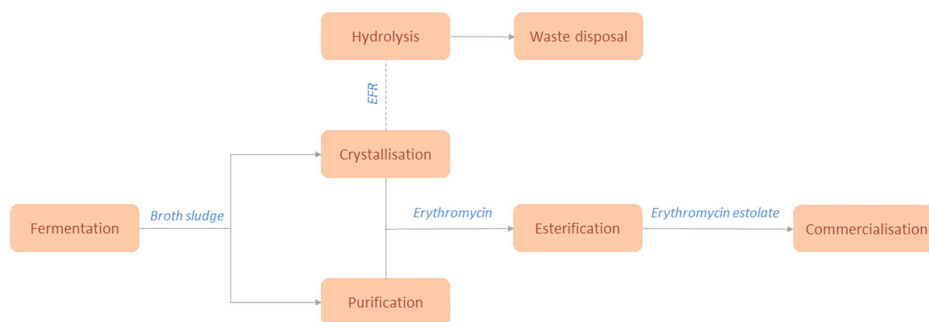 Hydrolysis
Waste disposal
EFR
Crystallisation
Broth sludge
Erythromycin
Erythromycin estolate
Fermentation
Esterification
Commercialisation
Purification